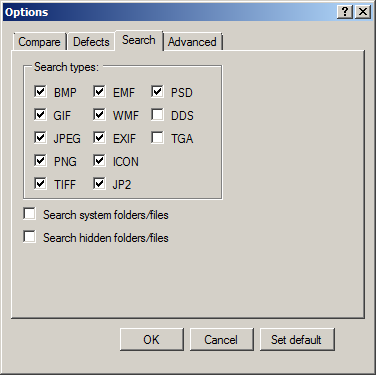 Options
Compare Defects Search Advanced
Search types:
BMP EMF PSD
GIF WMF DDS
JPEG EXIF TGA
PNG ICON
TIFF JP2
Search system folders/files
Search hidden folders/files
OK Cancel Set default